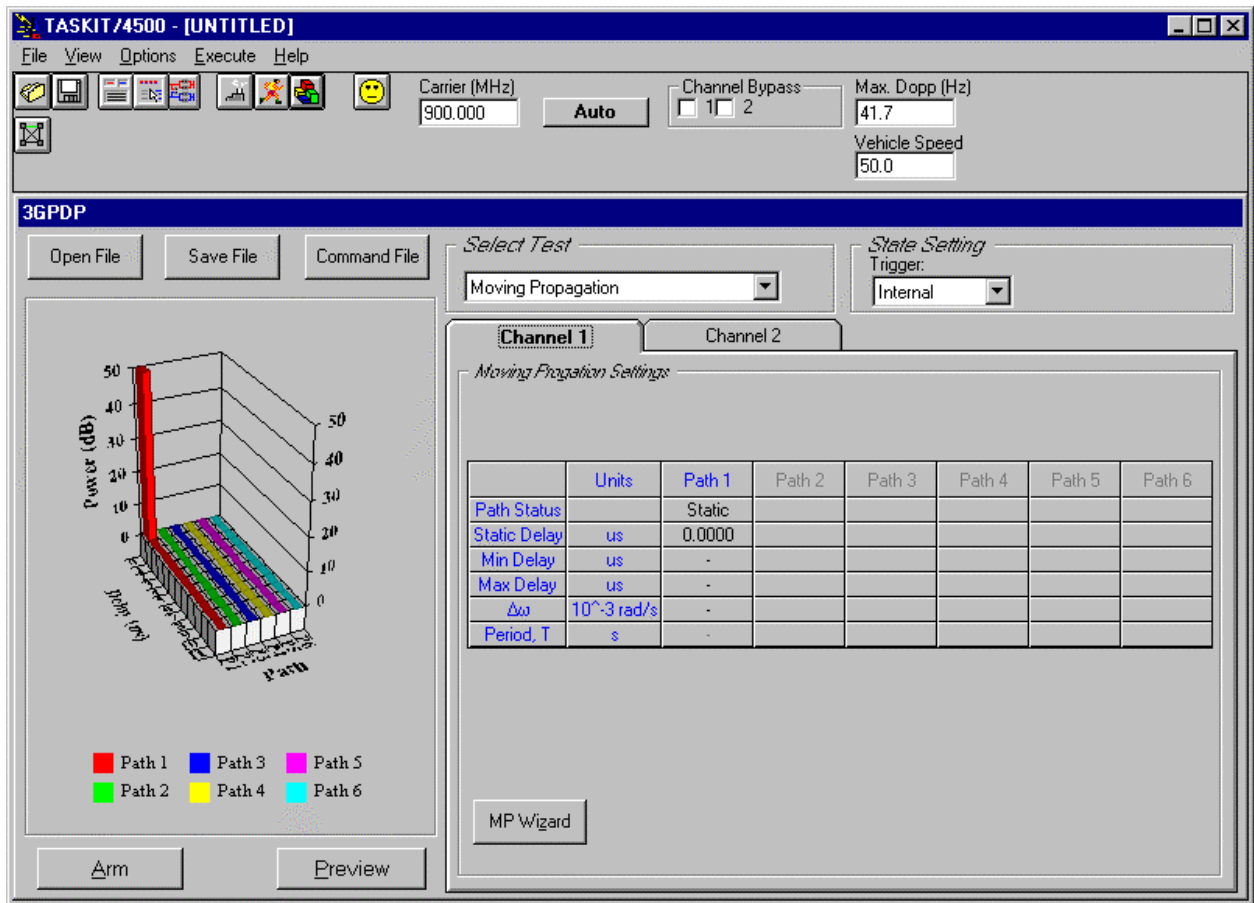 TASKIT/4500 - [UNTITLED]
File View Options Execute Help
Carrier (MHz)
900.000
Auto
Channel Bypass
1 2
Max. Dopp (Hz)
41.7
Vehicle Speed
50.0
3GPDP
Open File
Save File
Command File
Select Test
Moving Propagation
State Setting
Trigger:
Internal
Channel 1
Channel 2
Moving Progation Settings
Units Path 1 Path 2 Path 3 Path 4 Path 5 Path 6
Path Status Static
Static Delay us 0.0000
Min Delay us -
Max Delay us -
Δω 10^-3 rad/s -
Period, T s -
MP Wizard
Power (dB)
50
40
30
20
10
0
50
40
30
20
10
0
Path
Path 1 Path 3 Path 5
Path 2 Path 4 Path 6
Arm
Preview